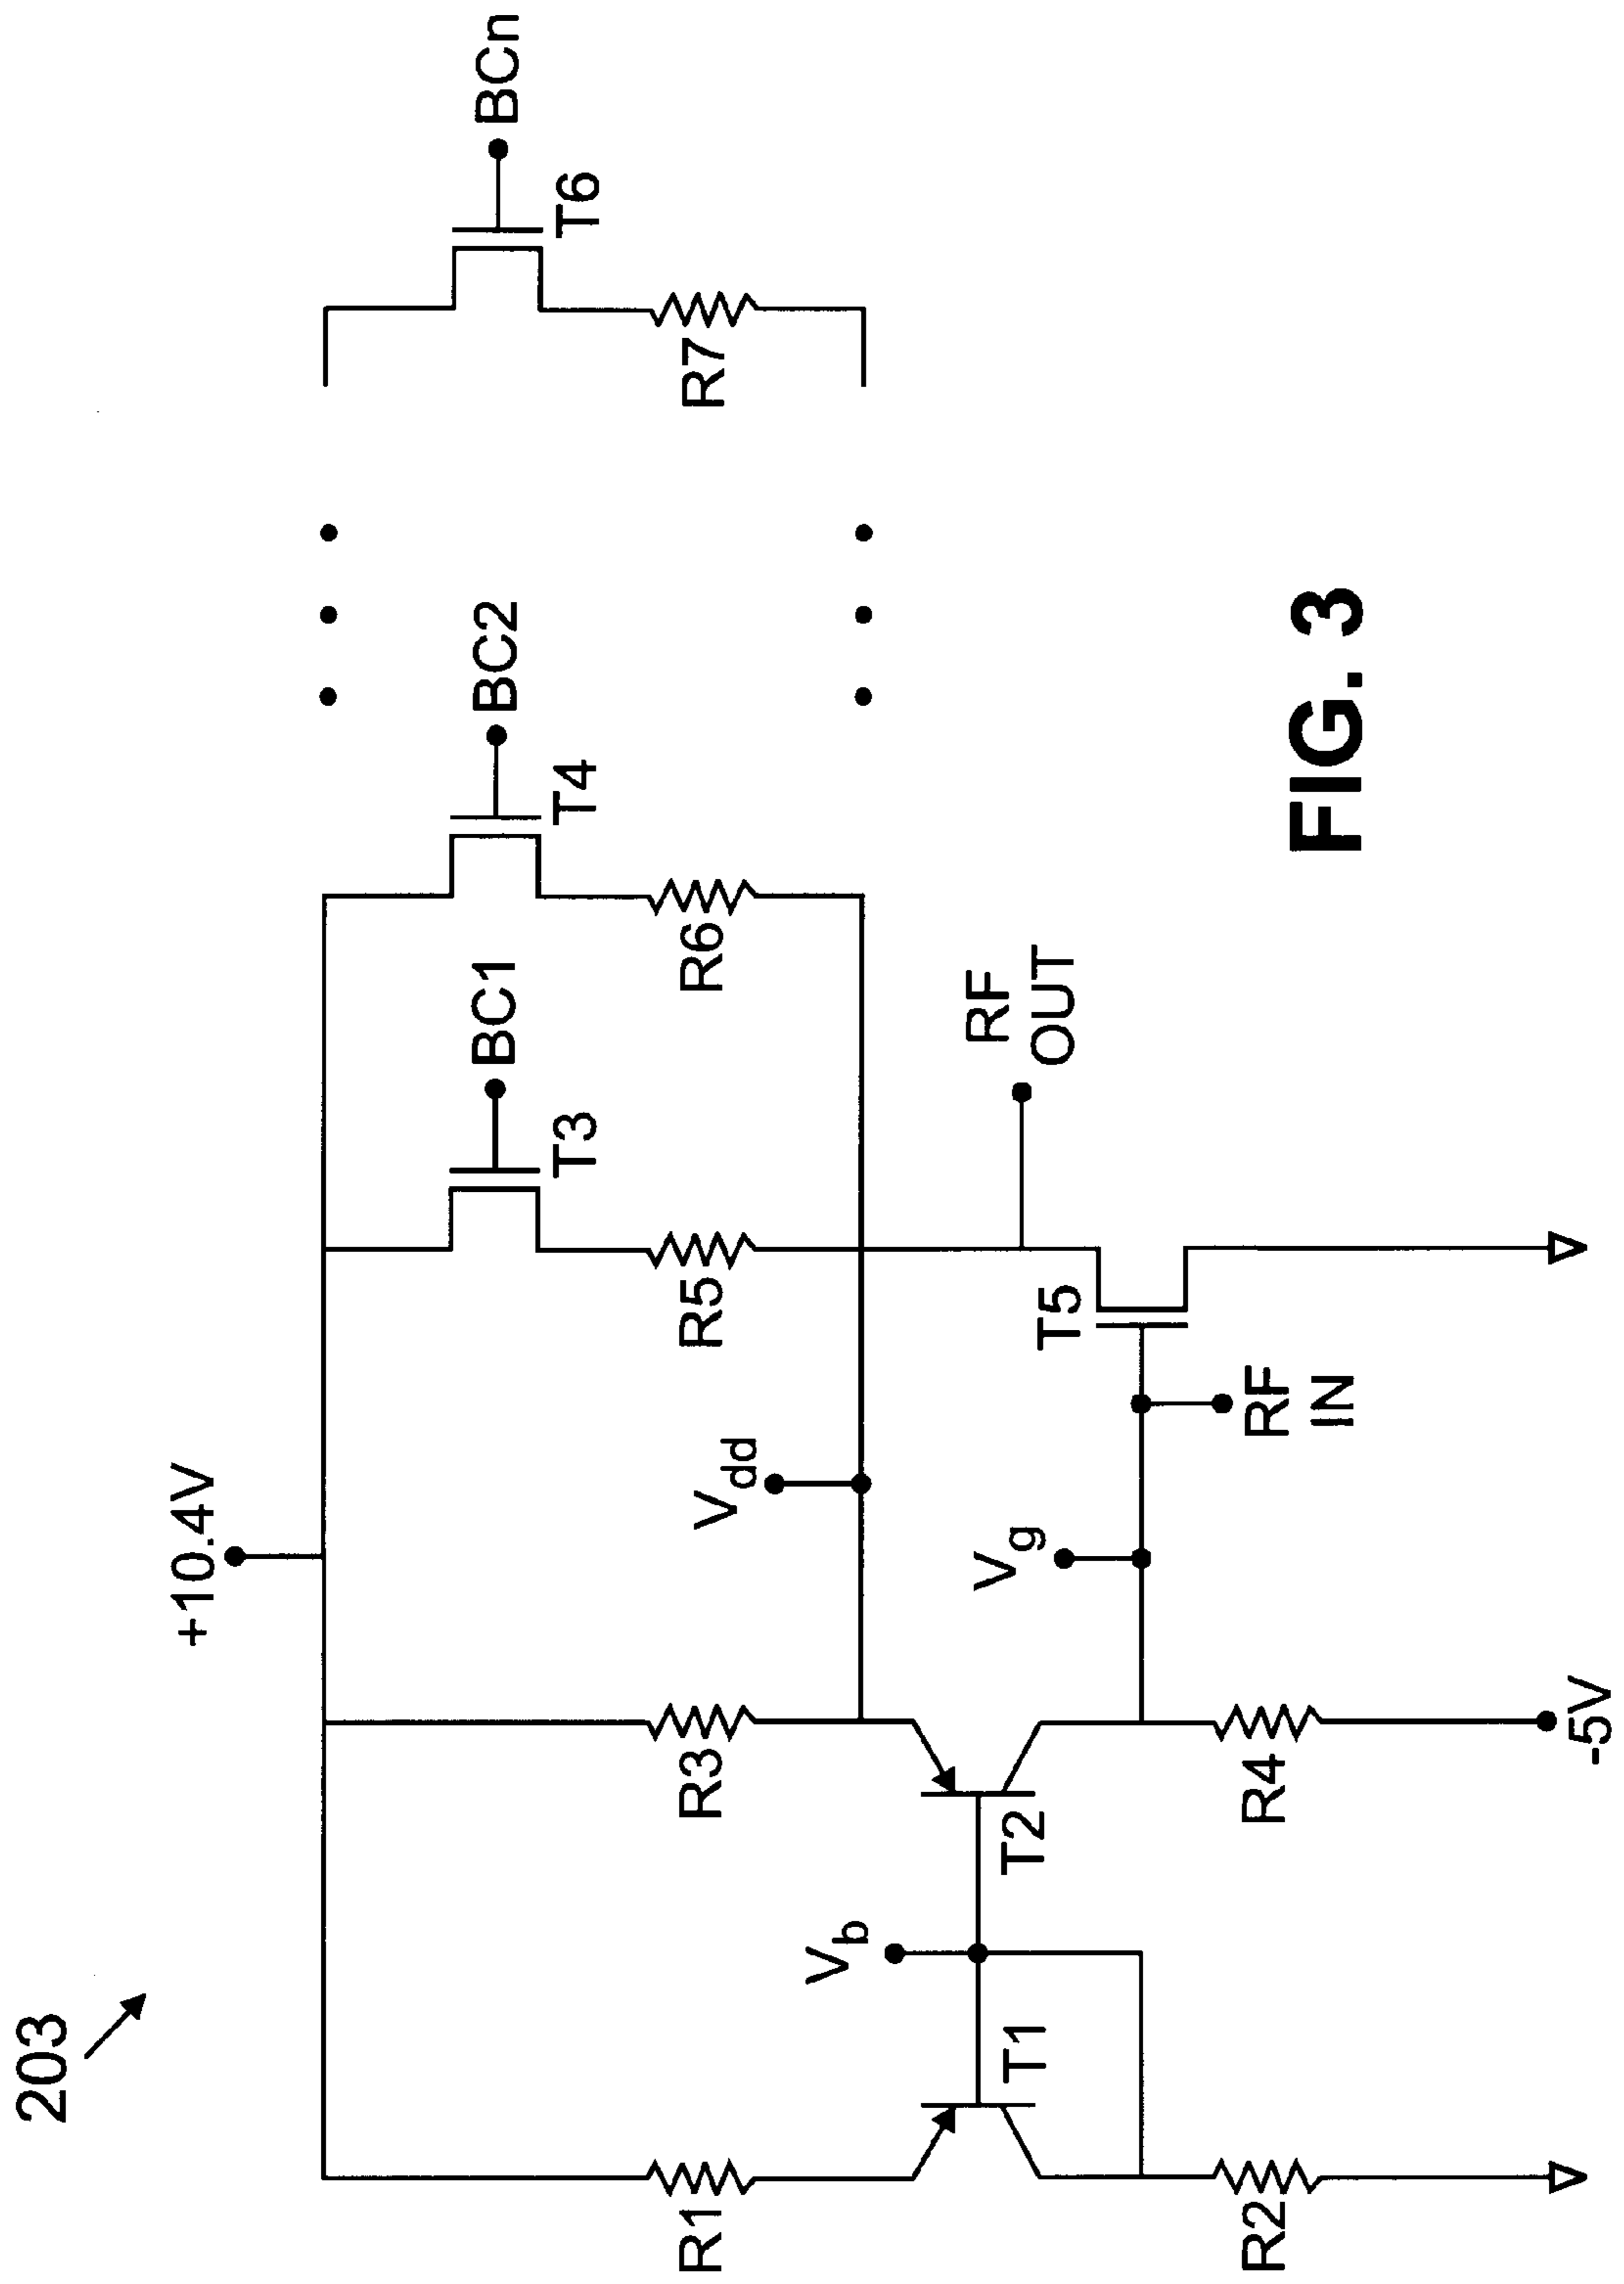 203
+10.4V
BC1
BC2
BCn
T3
T4
T6
R1
R3
R5
R6
R7
Vdd
Vb
Vg
RF
OUT
T1
T2
T5
RF
IN
R2
R4
-5V
FIG. 3